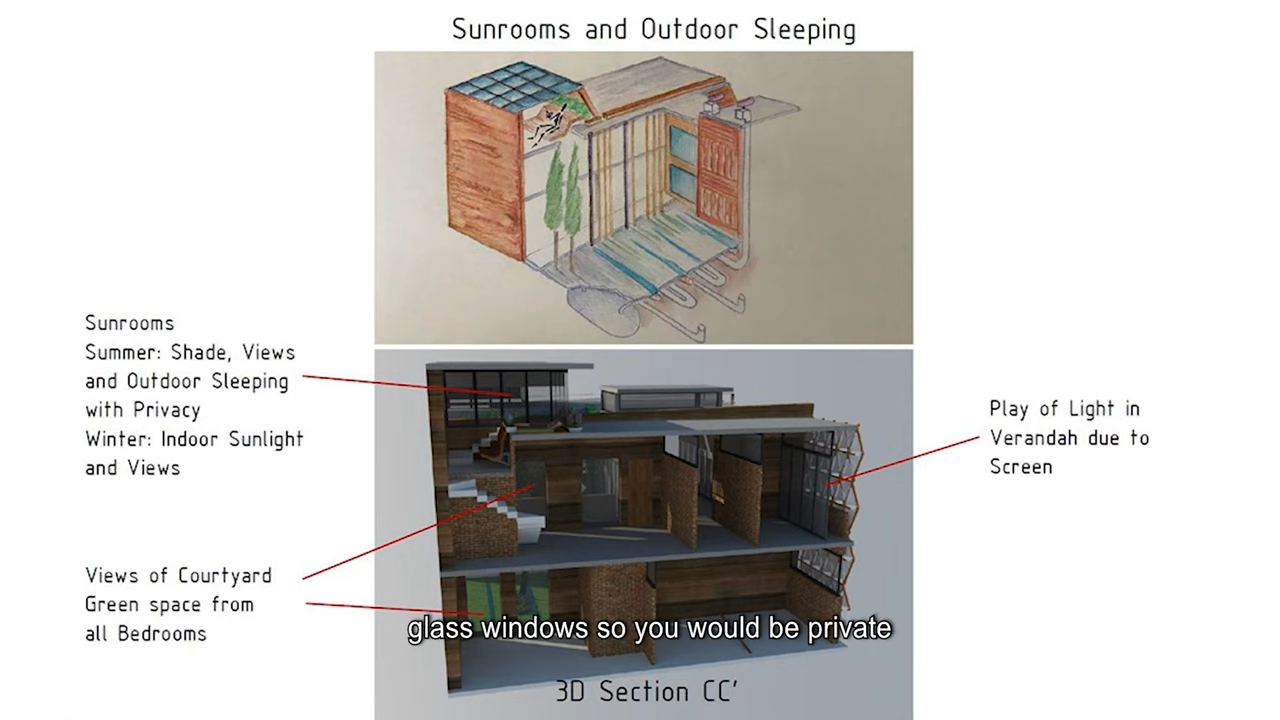 Sunrooms and Outdoor Sleeping
Sunrooms
Summer: Shade, Views
and Outdoor Sleeping
with Privacy
Winter: Indoor Sunlight
and Views
Play of Light in
Verandah due to
Screen
Views of Courtyard
Green space from
all Bedrooms
glass windows so you would be private
3D Section CC'